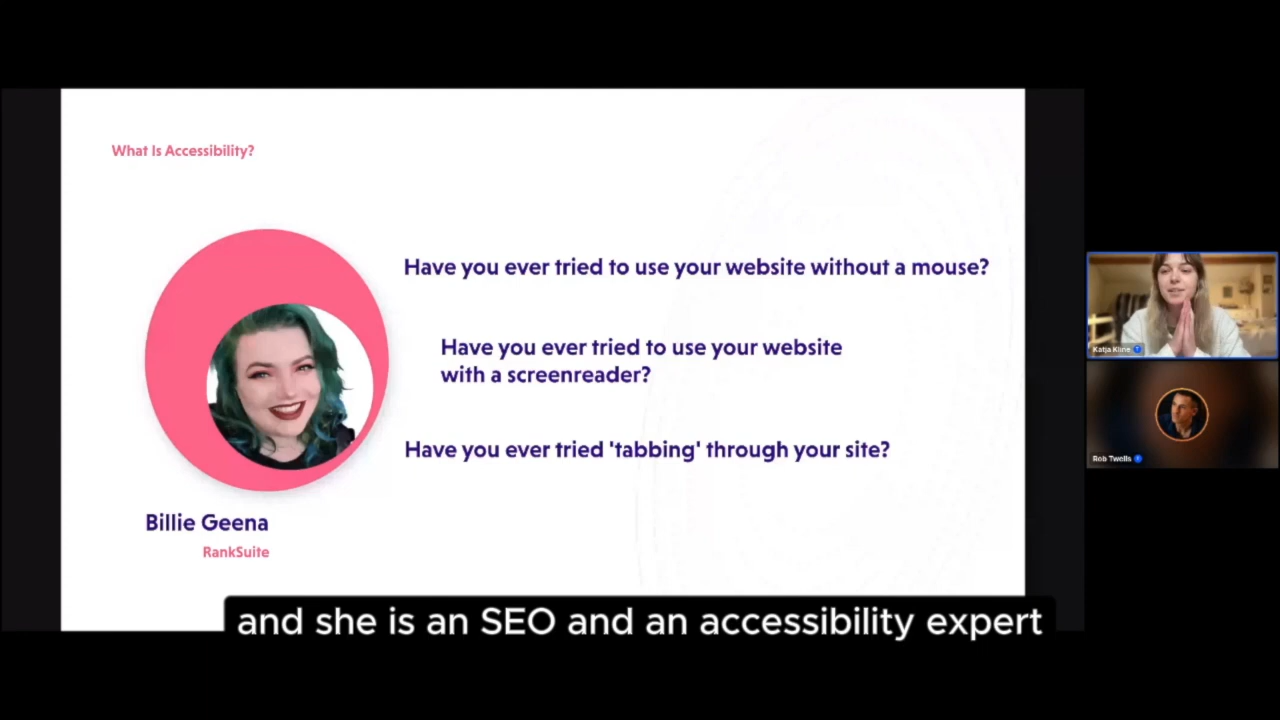 What Is Accessibility?
Have you ever tried to use your website without a mouse?
Have you ever tried to use your website
with a screenreader?
Have you ever tried 'tabbing' through your site?
Billie Geena
RankSuite
Katja Kline
Rob Twells
and she is an SEO and an accessibility expert